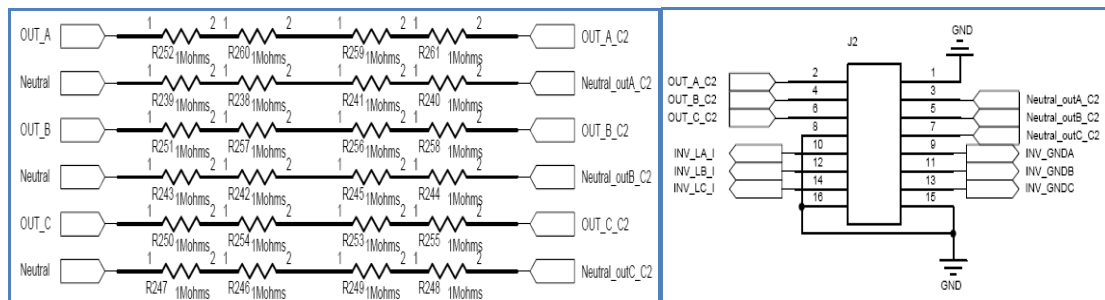 1 2 1 2 1 2 1 2
OUT_A OUT_A_C2
R252 1Mohms R260 1Mohms R259 1Mohms R261 1Mohms
1 2 1 2 1 2 1 2
Neutral Neutral_outA_C2
R239 1Mohms R238 1Mohms R241 1Mohms R240 1Mohms
1 2 1 2 1 2 1 2
OUT_B OUT_B_C2
R251 1Mohms R257 1Mohms R256 1Mohms R258 1Mohms
1 2 1 2 1 2 1 2
Neutral Neutral_outB_C2
R243 1Mohms R242 1Mohms R245 1Mohms R244 1Mohms
1 2 1 2 1 2 1 2
OUT_C OUT_C_C2
R250 1Mohms R254 1Mohms R253 1Mohms R255 1Mohms
1 2 1 2 1 2 1 2
Neutral Neutral_outC_C2
R247 1Mohms R246 1Mohms R249 1Mohms R248 1Mohms
GND
J2
OUT_A_C2 2 1
OUT_B_C2 4 3 Neutral_outA_C2
OUT_C_C2 6 5 Neutral_outB_C2
8 7 Neutral_outC_C2
INV_LA_I 10 9 INV_GNDA
INV_LB_I 12 11 INV_GNDB
INV_LC_I 14 13 INV_GNDC
16 15
GND